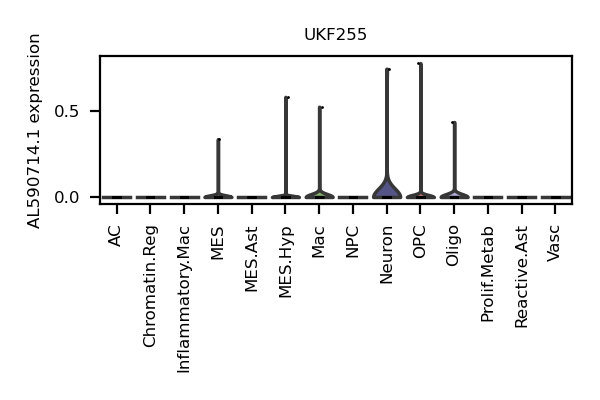 UKF255
AL590714.1 expression
0.5
0.0
AC
Chromatin.Reg
Inflammatory.Mac
MES
MES.Ast
MES.Hyp
Mac
NPC
Neuron
OPC
Oligo
Prolif.Metab
Reactive.Ast
Vasc